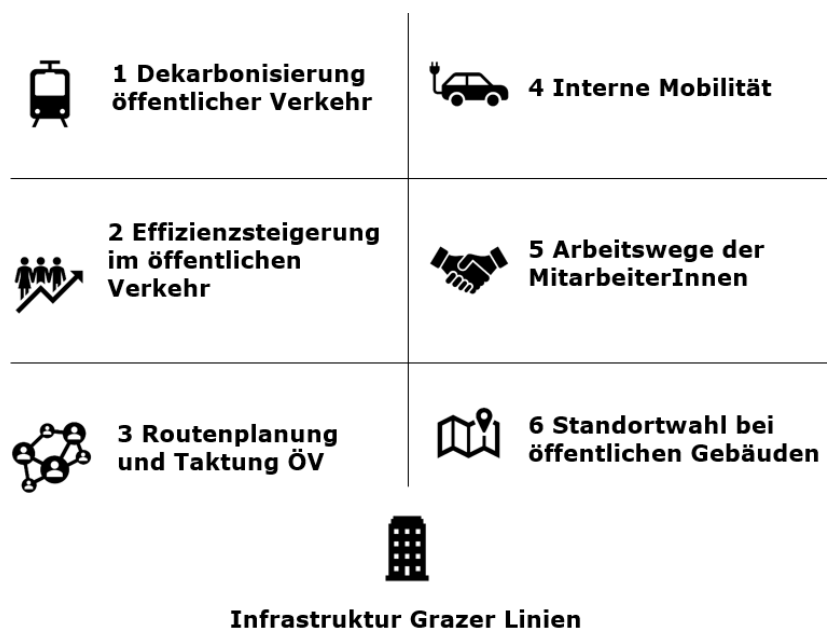 1 Dekarbonisierung
öffentlicher Verkehr
2 Effizienzsteigerung
im öffentlichen
Verkehr
3 Routenplanung
und Taktung ÖV
4 Interne Mobilität
5 Arbeitswege der
MitarbeiterInnen
6 Standortwahl bei
öffentlichen Gebäuden
Infrastruktur Grazer Linien